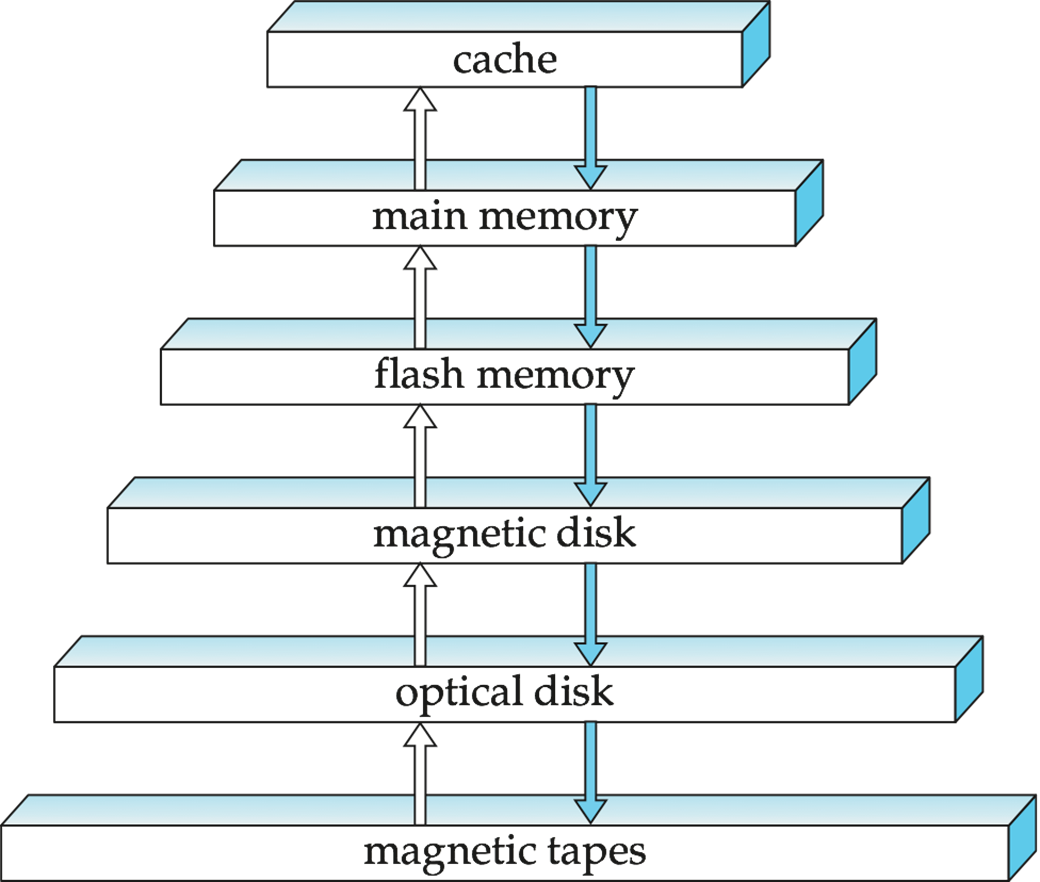 cache
main memory
flash memory
magnetic disk
optical disk
magnetic tapes